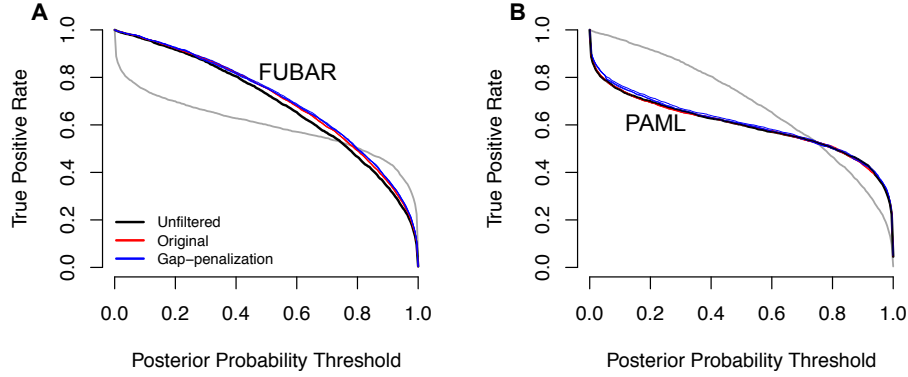 A
True Positive Rate
1.0
0.8
0.6
0.4
0.2
0.0
FUBAR
Unfiltered
Original
Gap−penalization
0.0 0.2 0.4 0.6 0.8 1.0
Posterior Probability Threshold
B
True Positive Rate
1.0
0.8
0.6
0.4
0.2
0.0
PAML
0.0 0.2 0.4 0.6 0.8 1.0
Posterior Probability Threshold